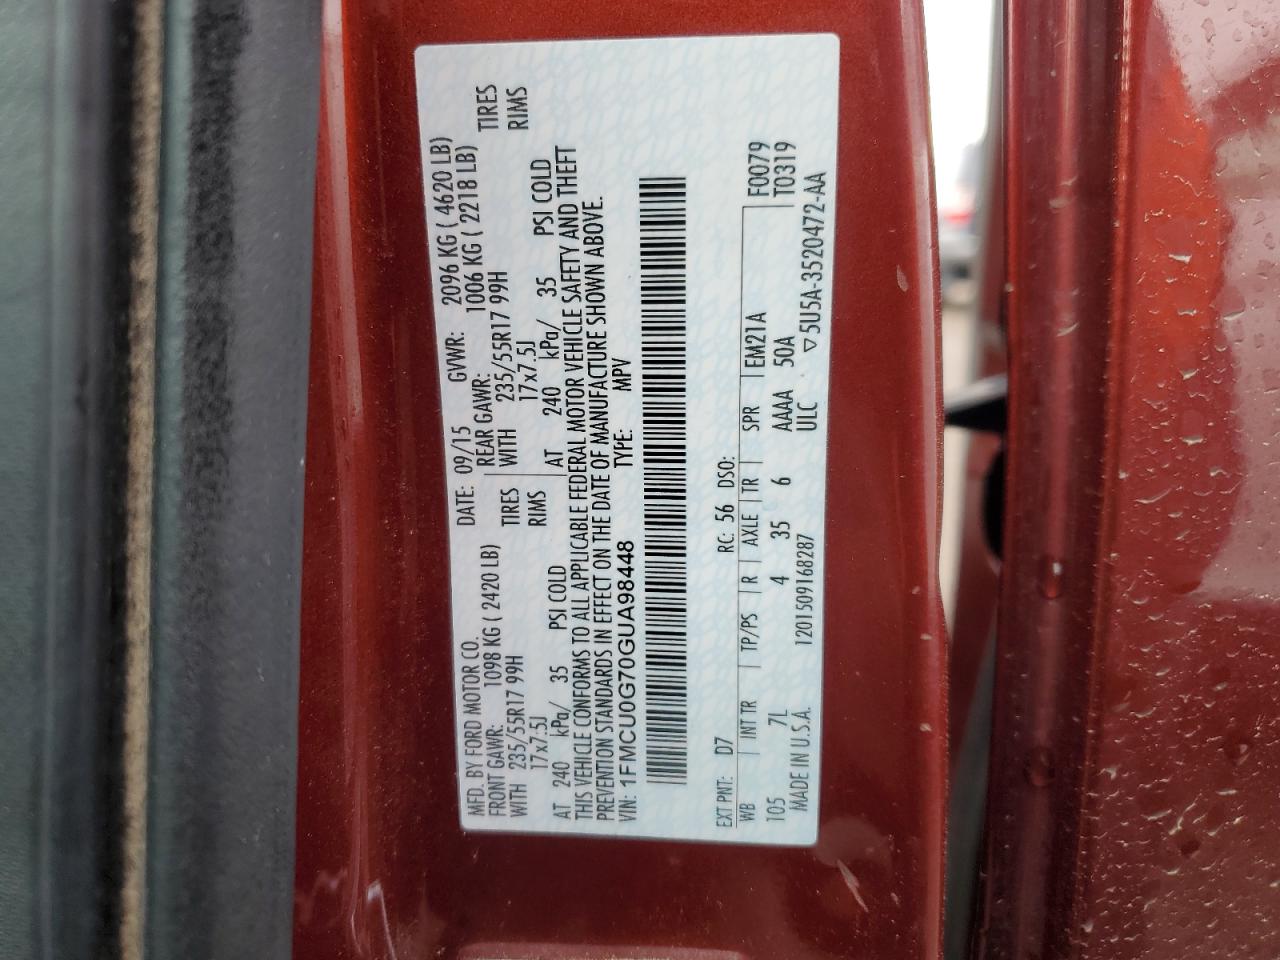 MFD. BY FORD MOTOR CO. DATE: 09/15 GVWR: 2096 KG ( 4620 LB)
FRONT GAWR: 1098 KG ( 2420 LB) REAR GAWR: 1006 KG ( 2218 LB)
WITH 235/55R17 99H TIRES WITH 235/55R17 99H TIRES
17x7.5J RIMS 17x7.5J RIMS
AT 240 kPa/ 35 PSI COLD AT 240 kPa/ 35 PSI COLD
THIS VEHICLE CONFORMS TO ALL APPLICABLE FEDERAL MOTOR VEHICLE SAFETY AND THEFT
PREVENTION STANDARDS IN EFFECT ON THE DATE OF MANUFACTURE SHOWN ABOVE.
VIN: 1FMCU0G70GUA98448 TYPE: MPV
EXT PNT: D7 RC: 56 DSO: F0079
WB INT TR TP/PS R AXLE TR SPR EM21A T0319
105 7L 4 35 6 AAAA 50A
MADE IN U.S.A. 1201509168287 ULC ▽5U5A-3520472-AA